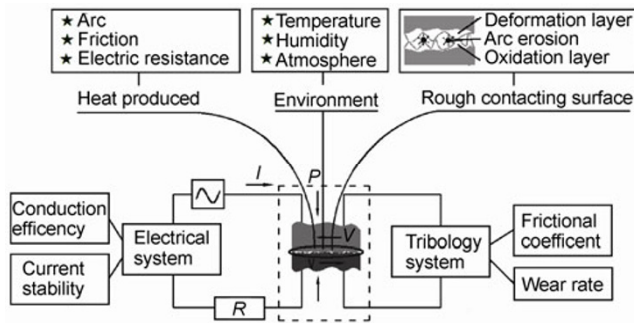 ★ Arc
★ Friction
★ Electric resistance
★ Temperature
★ Humidity
★ Atmosphere
Deformation layer
Arc erosion
Oxidation layer
Heat produced
Environment
Rough contacting surface
I
P
Conduction
efficency
Current
stability
Electrical
system
R
V
V
Tribology
system
Frictional
coefficent
Wear rate